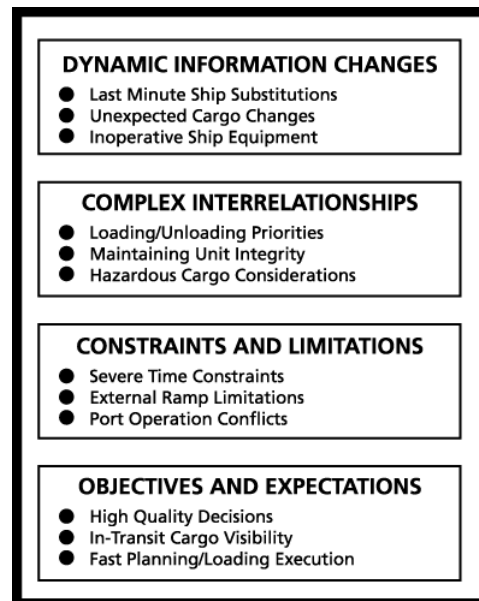 DYNAMIC INFORMATION CHANGES
● Last Minute Ship Substitutions
● Unexpected Cargo Changes
● Inoperative Ship Equipment
COMPLEX INTERRELATIONSHIPS
● Loading/Unloading Priorities
● Maintaining Unit Integrity
● Hazardous Cargo Considerations
CONSTRAINTS AND LIMITATIONS
● Severe Time Constraints
● External Ramp Limitations
● Port Operation Conflicts
OBJECTIVES AND EXPECTATIONS
● High Quality Decisions
● In-Transit Cargo Visibility
● Fast Planning/Loading Execution